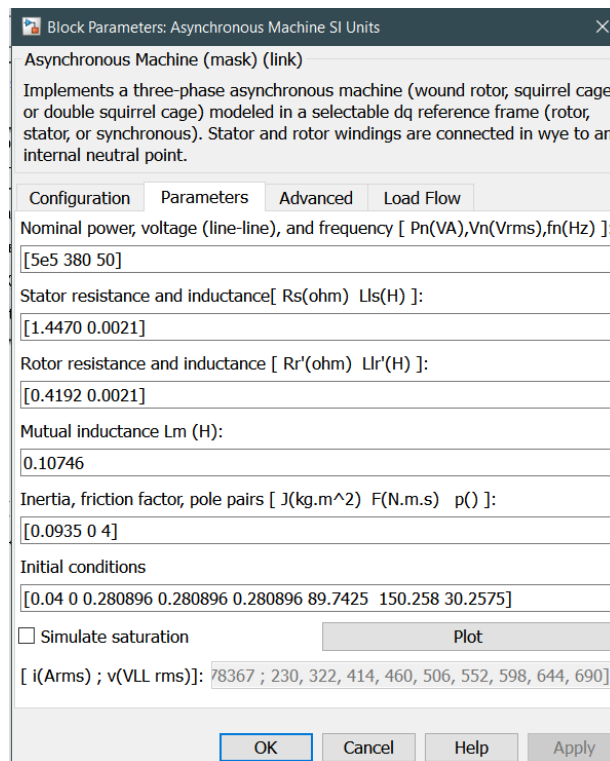 Block Parameters: Asynchronous Machine SI Units
Asynchronous Machine (mask) (link)
Implements a three-phase asynchronous machine (wound rotor, squirrel cage
or double squirrel cage) modeled in a selectable dq reference frame (rotor,
stator, or synchronous). Stator and rotor windings are connected in wye to an
internal neutral point.
Configuration Parameters Advanced Load Flow
Nominal power, voltage (line-line), and frequency [ Pn(VA),Vn(Vrms),fn(Hz) ]:
[5e5 380 50]
Stator resistance and inductance[ Rs(ohm) Lls(H) ]:
[1.4470 0.0021]
Rotor resistance and inductance [ Rr'(ohm) Llr'(H) ]:
[0.4192 0.0021]
Mutual inductance Lm (H):
0.10746
Inertia, friction factor, pole pairs [ J(kg.m^2) F(N.m.s) p() ]:
[0.0935 0 4]
Initial conditions
[0.04 0 0.280896 0.280896 0.280896 89.7425 150.258 30.2575]
Simulate saturation Plot
[ i(Arms) ; v(VLL rms)]: 78367 ; 230, 322, 414, 460, 506, 552, 598, 644, 690]
OK Cancel Help Apply